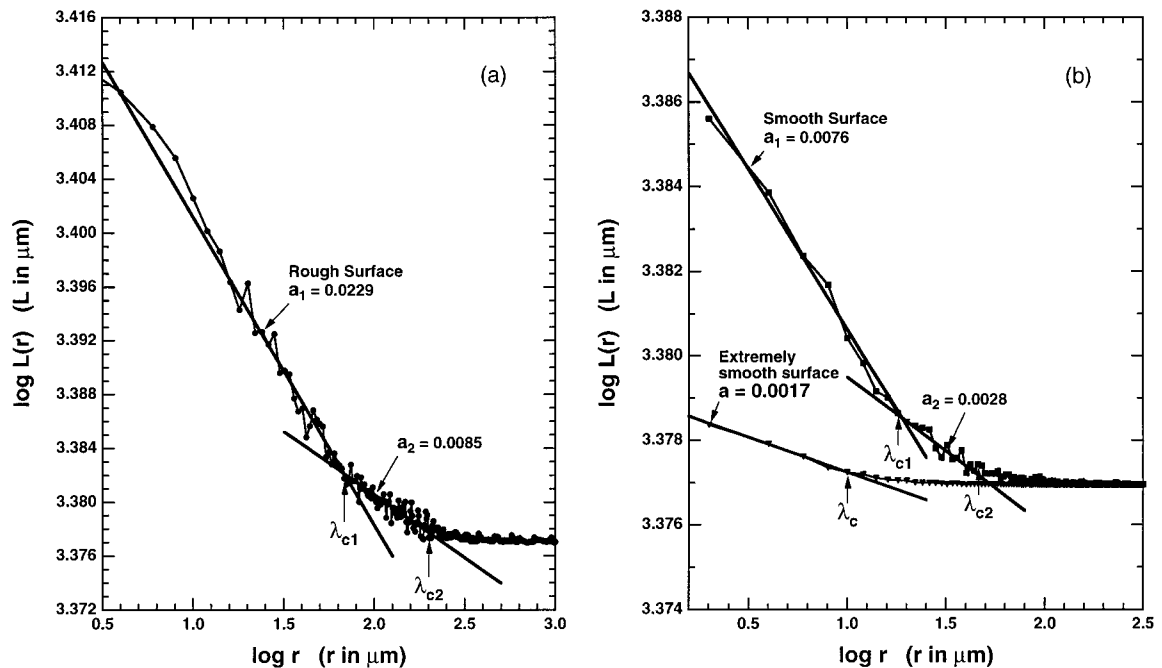 3.416
3.412
3.408
3.404
3.400
3.396
3.392
3.388
3.384
3.380
3.376
3.372
log L(r) (L in μm)
(a)
Rough Surface
a1 = 0.0229
a2 = 0.0085
λc1
λc2
0.5 1.0 1.5 2.0 2.5 3.0
log r (r in μm)
3.388
3.386
3.384
3.382
3.380
3.378
3.376
3.374
log L(r) (L in μm)
(b)
Smooth Surface
a1 = 0.0076
Extremely
smooth surface
a = 0.0017
a2 = 0.0028
λc1
λc
λc2
0.5 1.0 1.5 2.0 2.5
log r (r in μm)